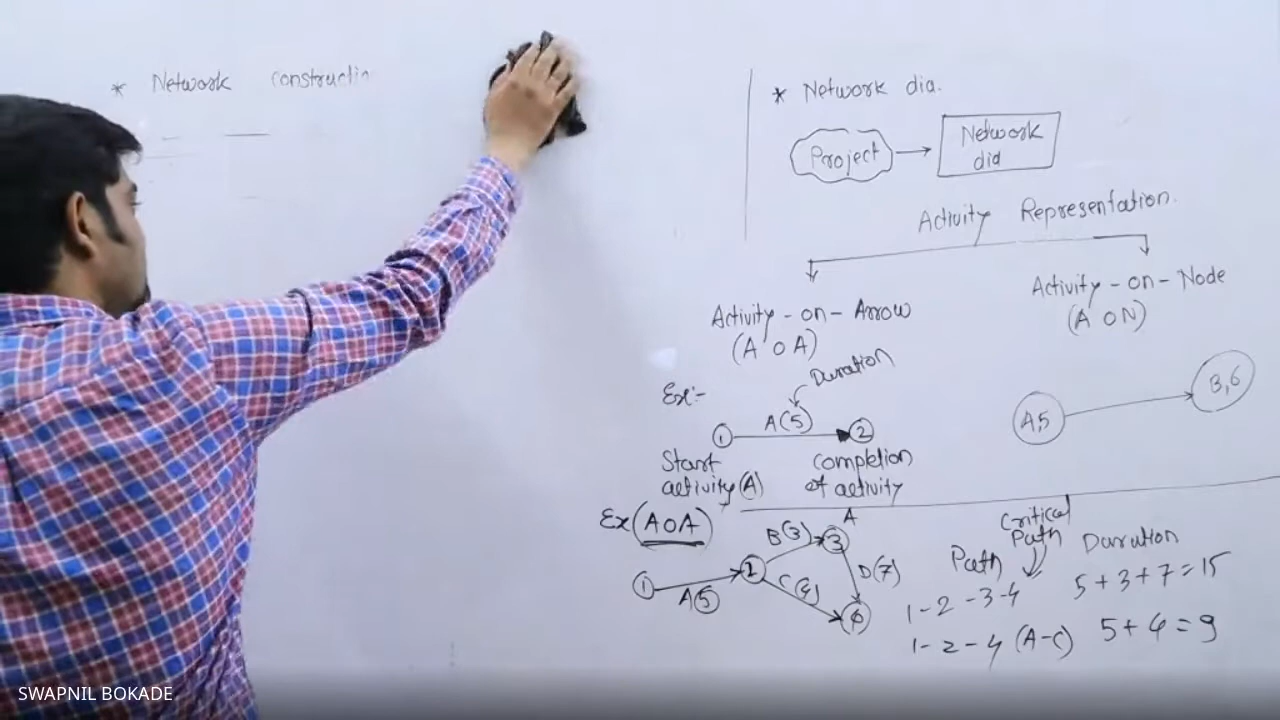 * Network constructin
* Network dia.
Project
Network
dia
Activity Representation.
Activity-on-Arrow
(A O A)
Activity-on-Node
(A ON)
Duration
Ex:-
A(5)
1
2
Start
activity(A)
Completion
of activity
A,5
B,6
Ex(AOA)
1
A(5)
2
B(3)
3
A
C(4)
D(7)
4
Critical
Path
Path
Duration
1-2-3-4
5+3+7=15
1-2-4 (A-C)
5+4=9
SWAPNIL BOKADE